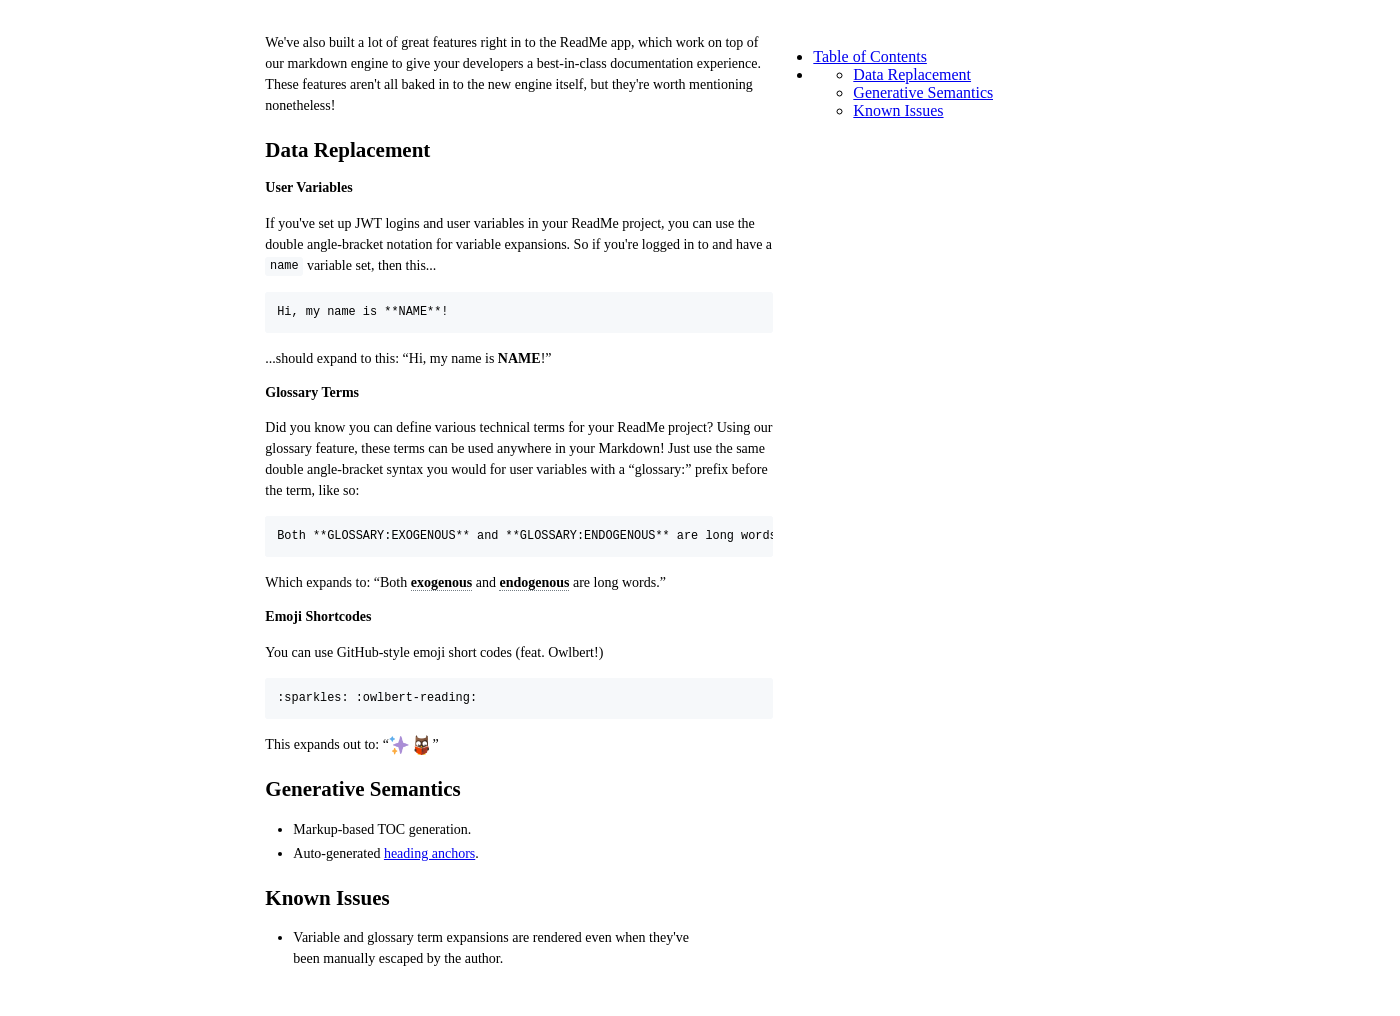 We've also built a lot of great features right in to the ReadMe app, which work on top of
our markdown engine to give your developers a best-in-class documentation experience.
These features aren't all baked in to the new engine itself, but they're worth mentioning
nonetheless!
Table of Contents
Data Replacement
Generative Semantics
Known Issues
Data Replacement
User Variables
If you've set up JWT logins and user variables in your ReadMe project, you can use the
double angle-bracket notation for variable expansions. So if you're logged in to and have a
name variable set, then this...
Hi, my name is **NAME**!
...should expand to this: “Hi, my name is NAME!”
Glossary Terms
Did you know you can define various technical terms for your ReadMe project? Using our
glossary feature, these terms can be used anywhere in your Markdown! Just use the same
double angle-bracket syntax you would for user variables with a “glossary:” prefix before
the term, like so:
Both **GLOSSARY:EXOGENOUS** and **GLOSSARY:ENDOGENOUS** are long words
Which expands to: “Both exogenous and endogenous are long words.”
Emoji Shortcodes
You can use GitHub-style emoji short codes (feat. Owlbert!)
:sparkles: :owlbert-reading:
This expands out to: “✨ ”
Generative Semantics
Markup-based TOC generation.
Auto-generated heading anchors.
Known Issues
Variable and glossary term expansions are rendered even when they've
been manually escaped by the author.